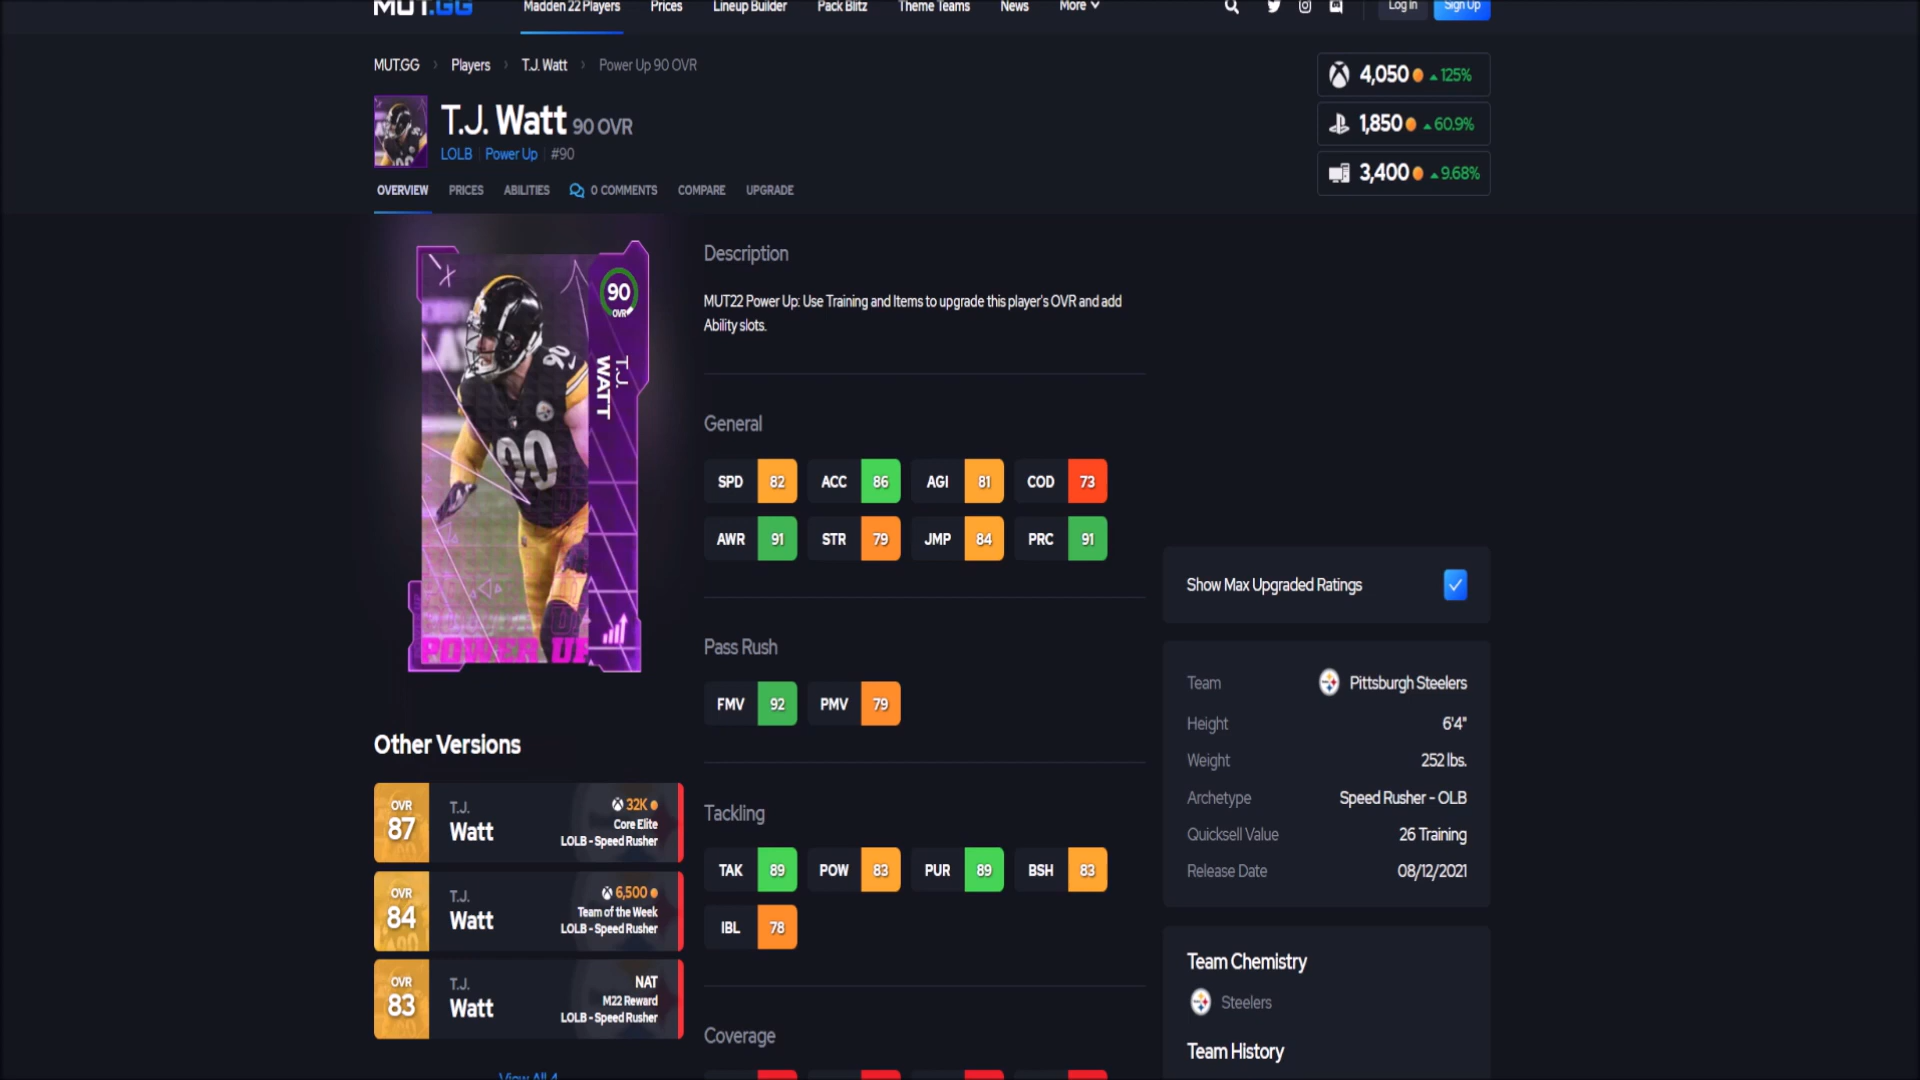 MUT.GG
Madden 22 Players
Prices
Lineup Builder
Pack Blitz
Theme Teams
News
More
Log In
Sign Up
MUT.GG > Players > T.J. Watt > Power Up 90 OVR
T.J. Watt 90 OVR
LOLB | Power Up | #90
4,050 125%
1,850 60.9%
3,400 9.68%
OVERVIEW
PRICES
ABILITIES
0 COMMENTS
COMPARE
UPGRADE
90
OVR
T.J.
WATT
90
90
POWER UP
Description
MUT22 Power Up: Use Training and Items to upgrade this player's OVR and add
Ability slots.
General
SPD 82 ACC 86 AGI 81 COD 73
AWR 91 STR 79 JMP 84 PRC 91
Pass Rush
FMV 92 PMV 79
Tackling
TAK 89 POW 83 PUR 89 BSH 83
IBL 78
Coverage
Other Versions
OVR
87
T.J.
Watt
32K
Core Elite
LOLB - Speed Rusher
OVR
84
T.J.
Watt
6,500
Team of the Week
LOLB - Speed Rusher
OVR
83
T.J.
Watt
NAT
M22 Reward
LOLB - Speed Rusher
View All 4
Show Max Upgraded Ratings
Team Pittsburgh Steelers
Height 6'4"
Weight 252 lbs.
Archetype Speed Rusher - OLB
Quicksell Value 26 Training
Release Date 08/12/2021
Team Chemistry
Steelers
Team History